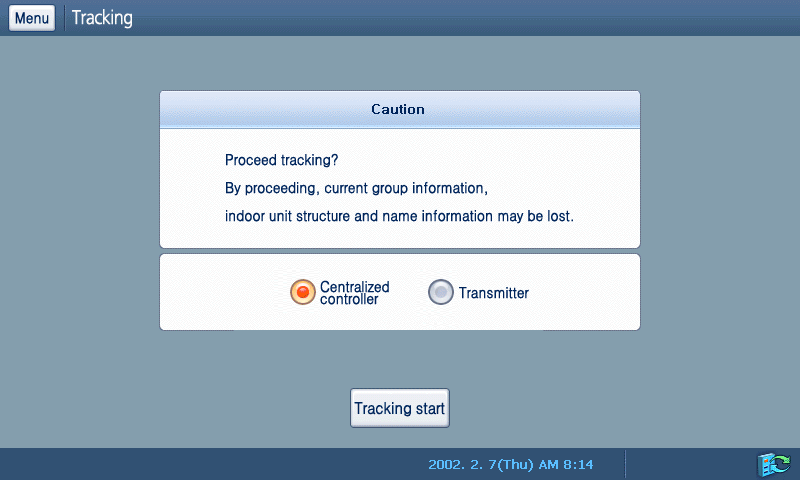 Menu
Tracking
Caution
Proceed tracking?
By proceeding, current group information,
indoor unit structure and name information may be lost.
Centralized
controller
Transmitter
Tracking start
2002. 2. 7(Thu) AM 8:14